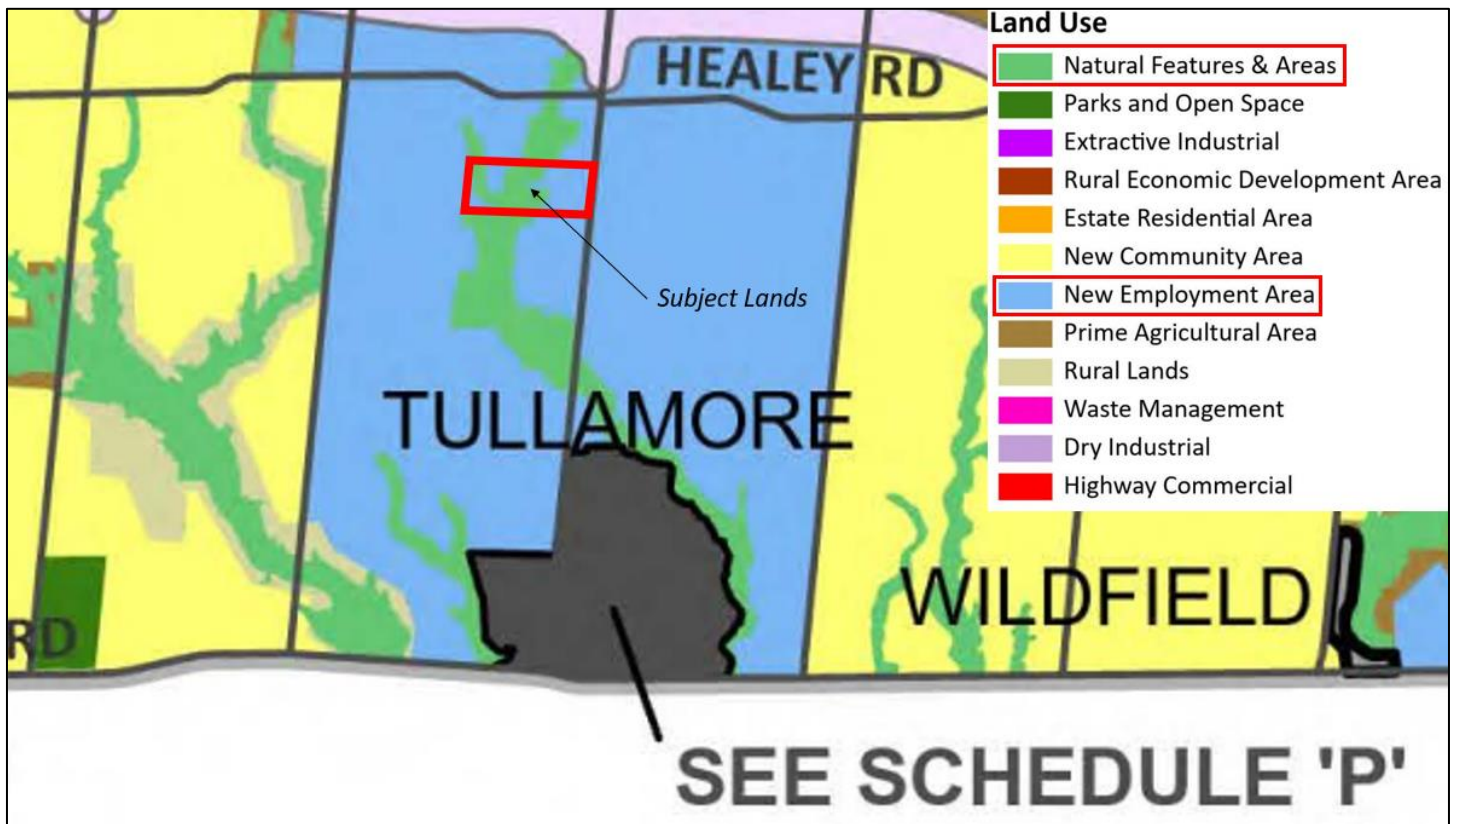 Land Use
Natural Features & Areas
Parks and Open Space
Extractive Industrial
Rural Economic Development Area
Estate Residential Area
New Community Area
New Employment Area
Prime Agricultural Area
Rural Lands
Waste Management
Dry Industrial
Highway Commercial
HEALEY RD
Subject Lands
TULLAMORE
WILDFIELD
RD
SEE SCHEDULE 'P'